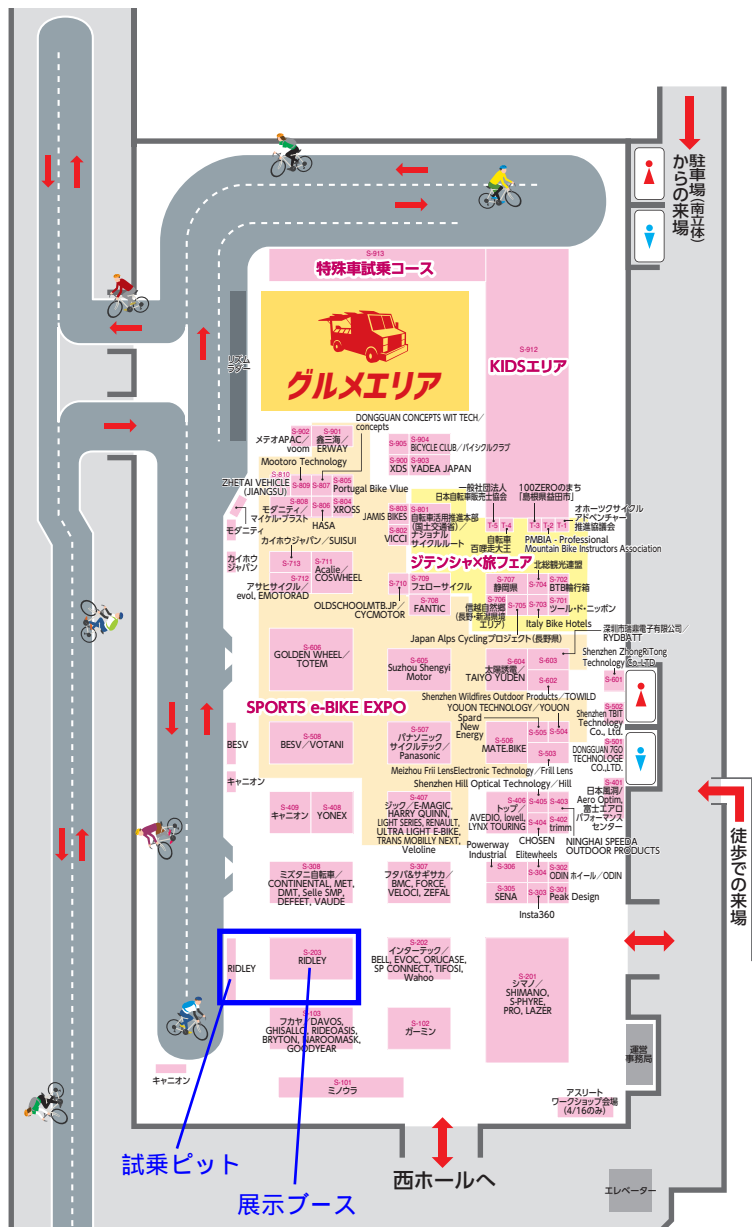 駐車場(南立体)
からの来場
S-913
特殊車試乗コース
S-912
KIDSエリア
リズム
ラター
グルメエリア
DONGGUAN CONCEPTS WIT TECH/
concepts
S-902
メテオAPAC/
voom
S-901
鑫三海/
ERWAY
S-905
S-904
BiCYCLE CLUB/バイシクルクラブ
S-900
XDS
S-903
YADEA JAPAN
Mootoro Technology
S-810
ZHETAI VEHICLE
(JIANGSU)
S-809
S-807
S-805
Portugal Bike Vlue
S-808
モダニティ/
マイケル・ブラスト
S-806
HASA
S-804
XROSS
モダニティ
S-803
JAMIS BIKES
S-802
VICCI
S-801
自転車活用推進本部
(国土交通省)/
ナショナル
サイクルルート
一般社団法人
日本自転車販売士協会
100ZEROのまち
「島根県益田市」
オホーツクサイクル
アドベンチャー
推進協議会
T-5
T-4
T-3
T-2
T-1
自転車
百哩走大王
PMBIA - Professional
Mountain Bike Instructors Association
ジテンシャ×旅フェア
カイホウジャパン/SUISUI
カイホウ
ジャパン
S-713
S-711
Acalie/
COSWHEEL
S-712
アサヒサイクル/
evol, EMOTORAD
S-710
OLDSCHOOLMTB.JP/
CYCMOTOR
S-709
フェローサイクル
S-708
FANTIC
北総観光連盟
S-707
静岡県
S-704
S-702
BTB輪行箱
S-706
信越自然郷
(長野・新潟県境
エリア)
S-705
S-703
S-701
ツール・ド・ニッポン
Italy Bike Hotels
Japan Alps Cyclingプロジェクト(長野県)
深圳市瑞鼎電子有限公司/
RYDBATT
S-606
GOLDEN WHEEL/
TOTEM
S-605
Suzhou Shengyi
Motor
S-604
太陽誘電/
TAIYO YUDEN
S-603
S-602
Shenzhen ZhongRiTong
Technology Co.,LTD.
S-601
Shenzhen Wildfires Outdoor Products/TOWILD
YOUON TECHNOLOGY/YOUON
SPORTS e-BIKE EXPO
Spard
New
Energy
S-502
Shenzhen TBIT
Technology
Co., Ltd.
BESV
S-508
BESV/VOTANI
S-507
パナソニック
サイクルテック/
Panasonic
S-506
MATE.BIKE
S-505
S-504
S-503
S-501
DONGGUAN 7GO
TECHNOLOGE
CO.,LTD.
Meizhou Frii LensElectronic Technology/Frill Lens
キャニオン
Shenzhen Hill Optical Technology/Hill
S-409
キャニオン
S-408
YONEX
S-407
ジック/E-MAGIC,
HARRY QUINN,
LIGHT SERIES, RENAULT,
ULTRA LIGHT E-BIKE,
TRANS MOBILLY NEXT,
Veloline
S-406
トップ/
AVEDIO, lovell,
LYNX TOURING
S-405
S-403
S-404
CHOSEN
S-402
trimm
S-401
日本風洞/
Aero Optim,
富士エアロ
パフォーマンス
センター
NINGHAI SPEEDA
OUTDOOR PRODUCTS
徒歩での来場
Powerway
Industrial
Elitewheels
S-308
ミズタニ自転車/
CONTINENTAL, MET,
DMT, Selle SMP,
DEFEET, VAUDE
S-307
フタバ&サギサカ/
BMC, FORCE,
VELOCI, ZEFAL
S-306
S-304
S-302
ODIN ホイール/ODIN
S-305
SENA
S-303
S-301
Peak Design
Insta360
RIDLEY
S-203
RIDLEY
S-202
インターテック/
BELL, EVOC, ORUCASE,
SP CONNECT, TIFOSI,
Wahoo
S-201
シマノ/
SHIMANO,
S-PHYRE,
PRO, LAZER
S-103
フカヤ/DAVOS,
GHISALLO, RIDEOASIS,
BRYTON, NAROOMASK,
GOODYEAR
S-102
ガーミン
運営
事務局
キャニオン
S-101
ミノウラ
アスリート
ワークショップ会場
(4/16のみ)
試乗ピット
展示ブース
西ホールへ
エレベーター